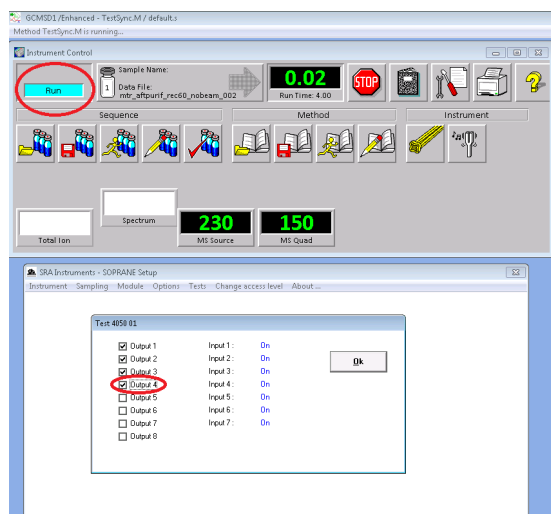 GCMSD1 /Enhanced - TestSync.M / default.s
Method TestSync.M is running...
Instrument Control
Run
1
Sample Name:
Data File:
mtr_aftpurif_rec60_nobeam_002
0.02
Run Time: 4.00
STOP
Sequence Method Instrument
Total Ion
Spectrum
230
MS Source
150
MS Quad
SRA Instruments - SOPRANE Setup
Instrument Sampling Module Options Tests Change access level About ...
Test 4050 01
Output 1 Input 1 : On
Output 2 Input 2 : On
Output 3 Input 3 : On
Output 4 Input 4 : On
Output 5 Input 5 : On
Output 6 Input 6 : On
Output 7 Input 7 : On
Output 8
Ok